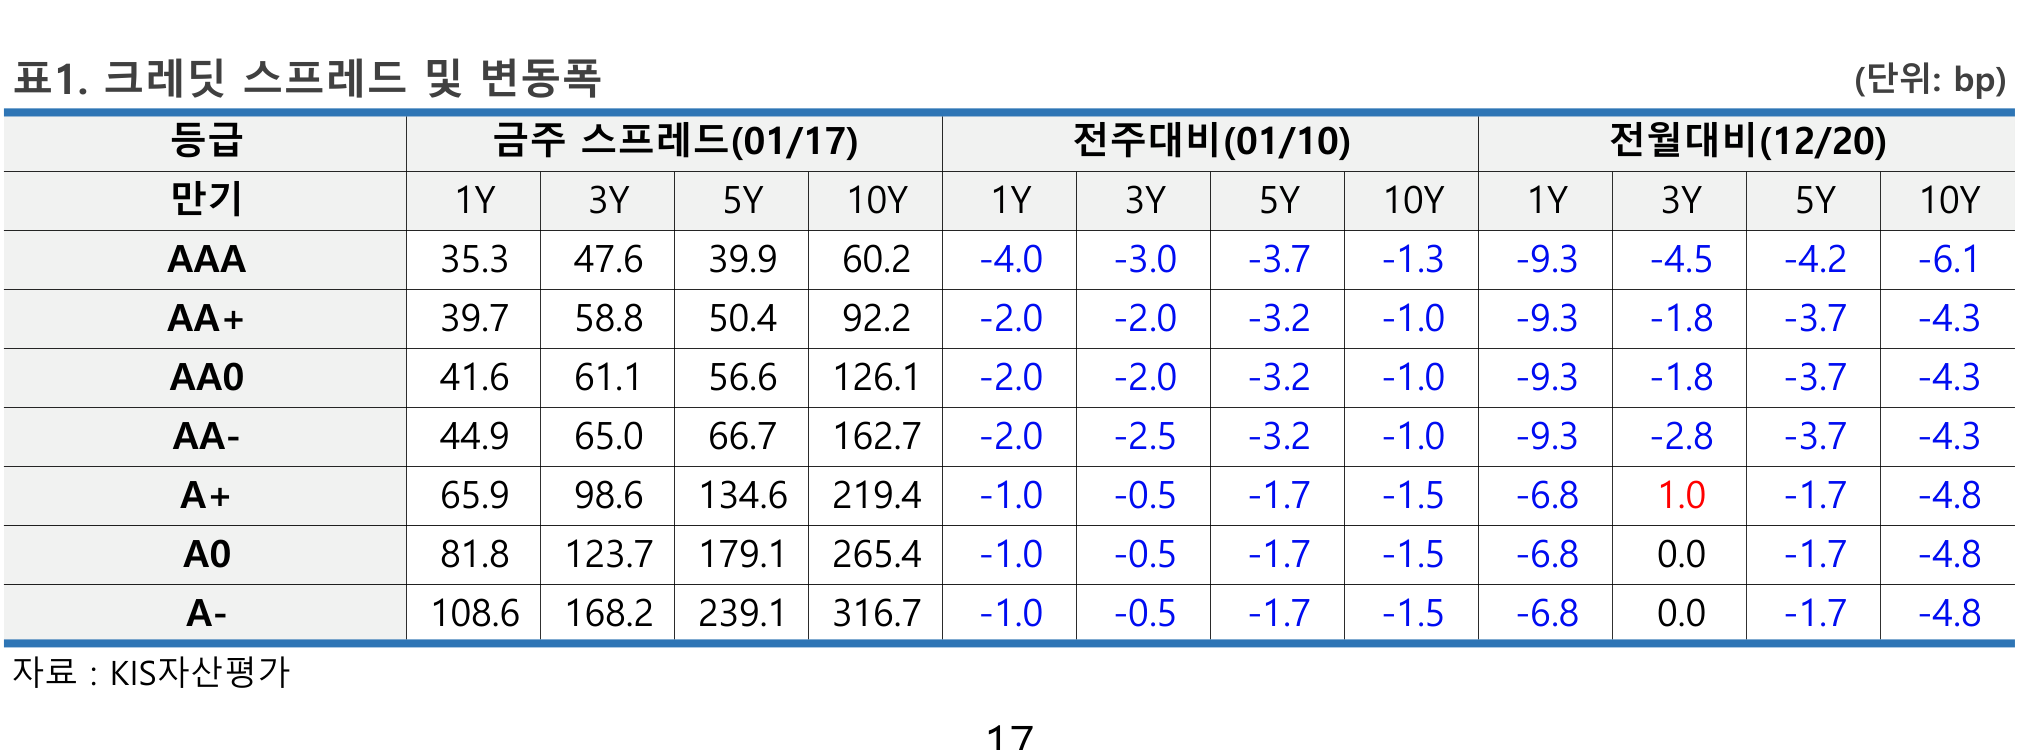 표1. 크레딧 스프레드 및 변동폭 (단위: bp)
등급 금주 스프레드(01/17) 전주대비(01/10) 전월대비(12/20)
만기 1Y 3Y 5Y 10Y 1Y 3Y 5Y 10Y 1Y 3Y 5Y 10Y
AAA 35.3 47.6 39.9 60.2 -4.0 -3.0 -3.7 -1.3 -9.3 -4.5 -4.2 -6.1
AA+ 39.7 58.8 50.4 92.2 -2.0 -2.0 -3.2 -1.0 -9.3 -1.8 -3.7 -4.3
AA0 41.6 61.1 56.6 126.1 -2.0 -2.0 -3.2 -1.0 -9.3 -1.8 -3.7 -4.3
AA- 44.9 65.0 66.7 162.7 -2.0 -2.5 -3.2 -1.0 -9.3 -2.8 -3.7 -4.3
A+ 65.9 98.6 134.6 219.4 -1.0 -0.5 -1.7 -1.5 -6.8 1.0 -1.7 -4.8
A0 81.8 123.7 179.1 265.4 -1.0 -0.5 -1.7 -1.5 -6.8 0.0 -1.7 -4.8
A- 108.6 168.2 239.1 316.7 -1.0 -0.5 -1.7 -1.5 -6.8 0.0 -1.7 -4.8
자료 : KIS자산평가
17